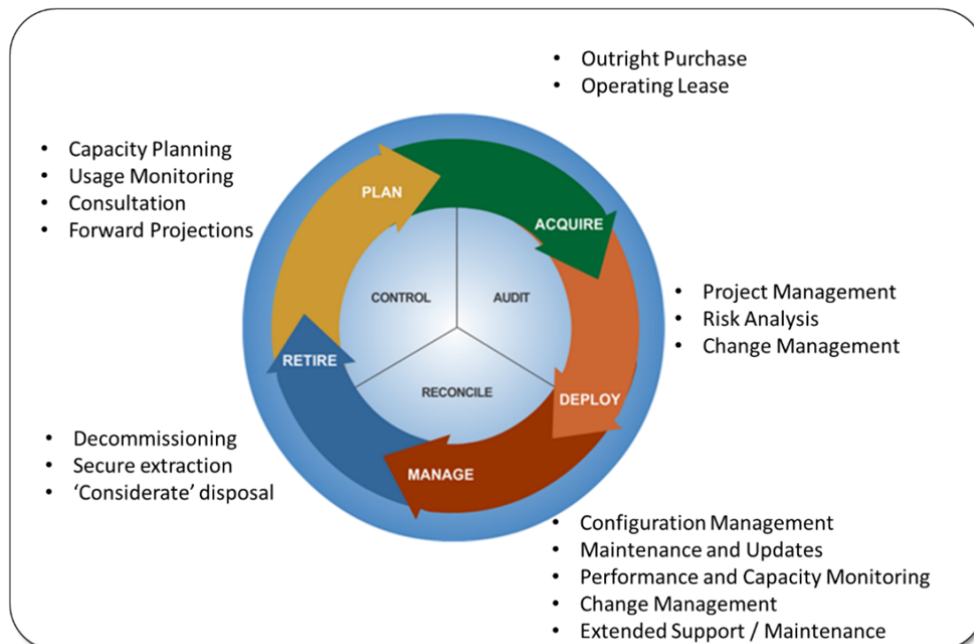 • Outright Purchase
• Operating Lease
• Capacity Planning
• Usage Monitoring
• Consultation
• Forward Projections
PLAN
ACQUIRE
CONTROL
AUDIT
• Project Management
• Risk Analysis
• Change Management
RETIRE
RECONCILE
DEPLOY
• Decommissioning
• Secure extraction
• ‘Considerate’ disposal
MANAGE
• Configuration Management
• Maintenance and Updates
• Performance and Capacity Monitoring
• Change Management
• Extended Support / Maintenance